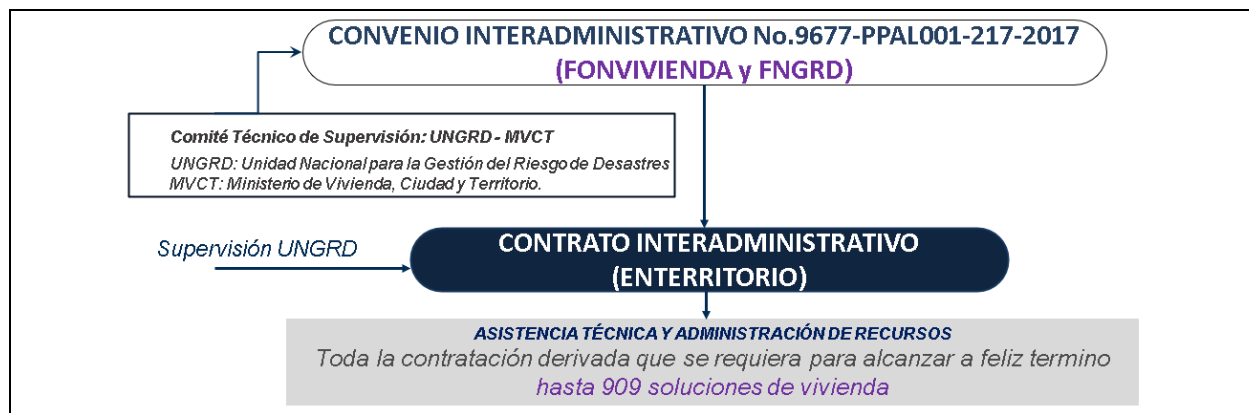 CONVENIO INTERADMINISTRATIVO No.9677-PPAL001-217-2017
(FONVIVIENDA y FNGRD)
Comité Técnico de Supervisión: UNGRD - MVCT
UNGRD: Unidad Nacional para la Gestión del Riesgo de Desastres
MVCT: Ministerio de Vivienda, Ciudad y Territorio.
Supervisión UNGRD
CONTRATO INTERADMINISTRATIVO
(ENTERRITORIO)
ASISTENCIA TÉCNICA Y ADMINISTRACIÓN DE RECURSOS
Toda la contratación derivada que se requiera para alcanzar a feliz termino
hasta 909 soluciones de vivienda